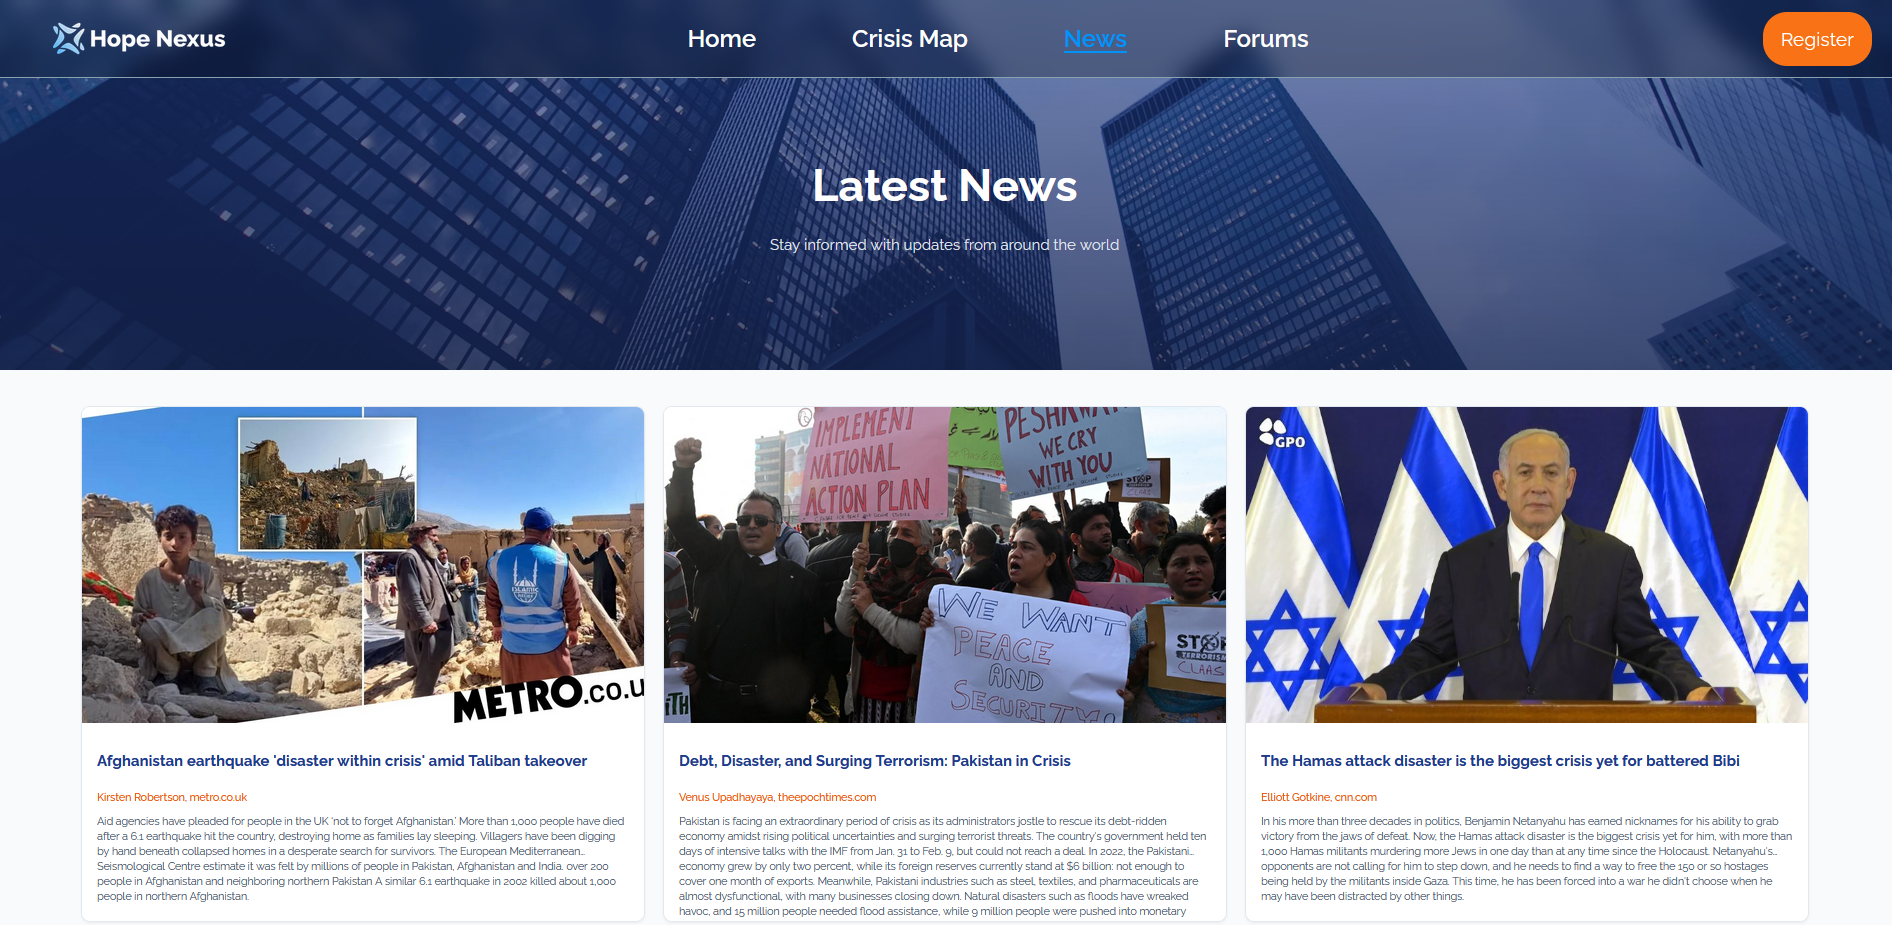 Hope Nexus
Home
Crisis Map
News
Forums
Register
Latest News
Stay informed with updates from around the world
ISLAMIC
METRO.co.u
IMPLEMENT
NATIONAL
ACTION PLAN
PESHAWA
WE CRY
WITH YOU
STOP
CLAAS
WE WANT
PEACE
AND
SECURITY!
STOP
TERRORISM
CLAAS
ITH
GPO
Afghanistan earthquake 'disaster within crisis' amid Taliban takeover
Kirsten Robertson, metro.co.uk
Aid agencies have pleaded for people in the UK 'not to forget Afghanistan.' More than 1,000 people have died
after a 6.1 earthquake hit the country, destroying home as families lay sleeping. Villagers have been digging
by hand beneath collapsed homes in a desperate search for survivors. The European Mediterranean...
Seismological Centre estimate it was felt by millions of people in Pakistan, Afghanistan and India. over 200
people in Afghanistan and neighboring northern Pakistan A similar 6.1 earthquake in 2002 killed about 1,000
people in northern Afghanistan.
Debt, Disaster, and Surging Terrorism: Pakistan in Crisis
Venus Upadhayaya, theepochtimes.com
Pakistan is facing an extraordinary period of crisis as its administrators jostle to rescue its debt-ridden
economy amidst rising political uncertainties and surging terrorist threats. The country's government held ten
days of intensive talks with the IMF from Jan. 31 to Feb. 9, but could not reach a deal. In 2022, the Pakistani...
economy grew by only two percent, while its foreign reserves currently stand at $6 billion: not enough to
cover one month of exports. Meanwhile, Pakistani industries such as steel, textiles, and pharmaceuticals are
almost dysfunctional, with many businesses closing down. Natural disasters such as floods have wreaked
havoc, and 15 million people needed flood assistance, while 9 million people were pushed into monetary
The Hamas attack disaster is the biggest crisis yet for battered Bibi
Elliott Gotkine, cnn.com
In his more than three decades in politics, Benjamin Netanyahu has earned nicknames for his ability to grab
victory from the jaws of defeat. Now, the Hamas attack disaster is the biggest crisis yet for him, with more than
1,000 Hamas militants murdering more Jews in one day than at any time since the Holocaust. Netanyahu's...
opponents are not calling for him to step down, and he needs to find a way to free the 150 or so hostages
being held by the militants inside Gaza. This time, he has been forced into a war he didn't choose when he
may have been distracted by other things.